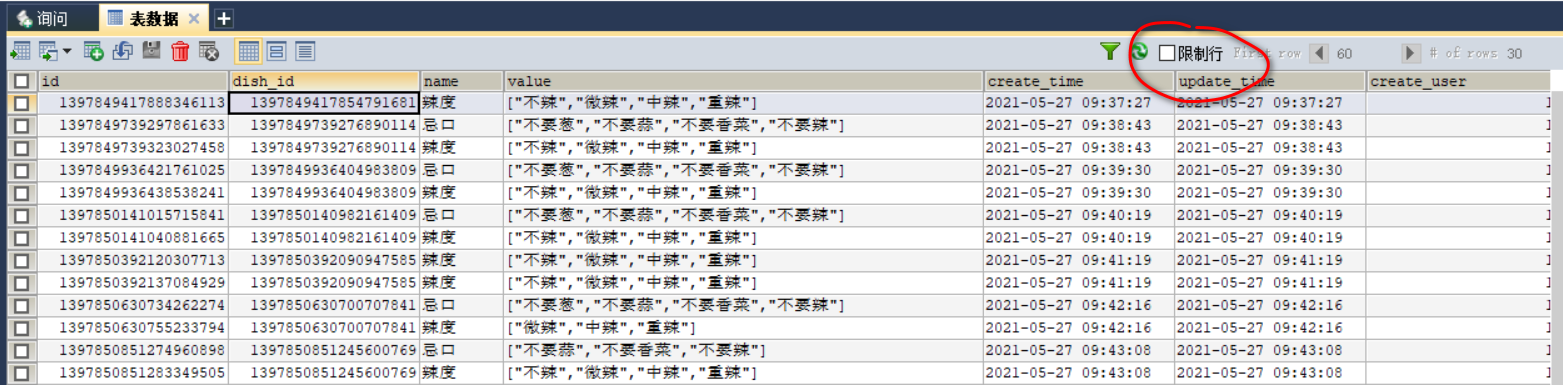 询问 表数据
限制行 First row 60 # of rows 30
id dish_id name value create_time update_time create_user
1397849417888346113 1397849417854791681 辣度 ["不辣","微辣","中辣","重辣"] 2021-05-27 09:37:27 2021-05-27 09:37:27 1
1397849739297861633 1397849739276890114 忌口 ["不要葱","不要蒜","不要香菜","不要辣"] 2021-05-27 09:38:43 2021-05-27 09:38:43 1
1397849739323027458 1397849739276890114 辣度 ["不辣","微辣","中辣","重辣"] 2021-05-27 09:38:43 2021-05-27 09:38:43 1
1397849936421761025 1397849936404983809 忌口 ["不要葱","不要蒜","不要香菜","不要辣"] 2021-05-27 09:39:30 2021-05-27 09:39:30 1
1397849936438538241 1397849936404983809 辣度 ["不辣","微辣","中辣","重辣"] 2021-05-27 09:39:30 2021-05-27 09:39:30 1
1397850141015715841 1397850140982161409 忌口 ["不要葱","不要蒜","不要香菜","不要辣"] 2021-05-27 09:40:19 2021-05-27 09:40:19 1
1397850141040881665 1397850140982161409 辣度 ["不辣","微辣","中辣","重辣"] 2021-05-27 09:40:19 2021-05-27 09:40:19 1
1397850392120307713 1397850392090947585 辣度 ["不辣","微辣","中辣","重辣"] 2021-05-27 09:41:19 2021-05-27 09:41:19 1
1397850392137084929 1397850392090947585 辣度 ["不辣","微辣","中辣","重辣"] 2021-05-27 09:41:19 2021-05-27 09:41:19 1
1397850630734262274 1397850630700707841 忌口 ["不要葱","不要蒜","不要香菜","不要辣"] 2021-05-27 09:42:16 2021-05-27 09:42:16 1
1397850630755233794 1397850630700707841 辣度 ["微辣","中辣","重辣"] 2021-05-27 09:42:16 2021-05-27 09:42:16 1
1397850851274960898 1397850851245600769 忌口 ["不要蒜","不要香菜","不要辣"] 2021-05-27 09:43:08 2021-05-27 09:43:08 1
1397850851283349505 1397850851245600769 辣度 ["不辣","微辣","中辣","重辣"] 2021-05-27 09:43:08 2021-05-27 09:43:08 1